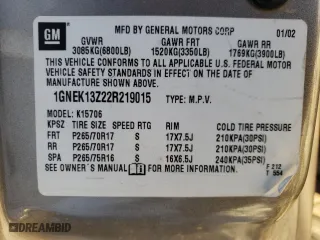 GM
MFD BY GENERAL MOTORS CORP 01/02
GVWR GAWR FRT GAWR RR
3085KG(6800LB) 1520KG(3350LB) 1769KG(3900LB)
THIS VEHICLE CONFORMS TO ALL APPLICABLE U.S. FEDERAL MOTOR
VEHICLE SAFETY STANDARDS IN EFFECT ON THE DATE OF
MANUFACTURE SHOWN ABOVE.
1GNEK13Z22R219015 TYPE: M.P.V.
MODEL: K15706
KPSZ TIRE SIZE SPEED RTG RIM COLD TIRE PRESSURE
FRT P265/70R17 S 17X7.5J 210KPA(30PSI)
RR P265/70R17 S 17X7.5J 210KPA(30PSI)
SPA P265/75R16 S 16X6.5J 240KPA(35PSI)
SEE OWNER'S MANUAL FOR ADDITIONAL INFORMATION.
F 212
T 554